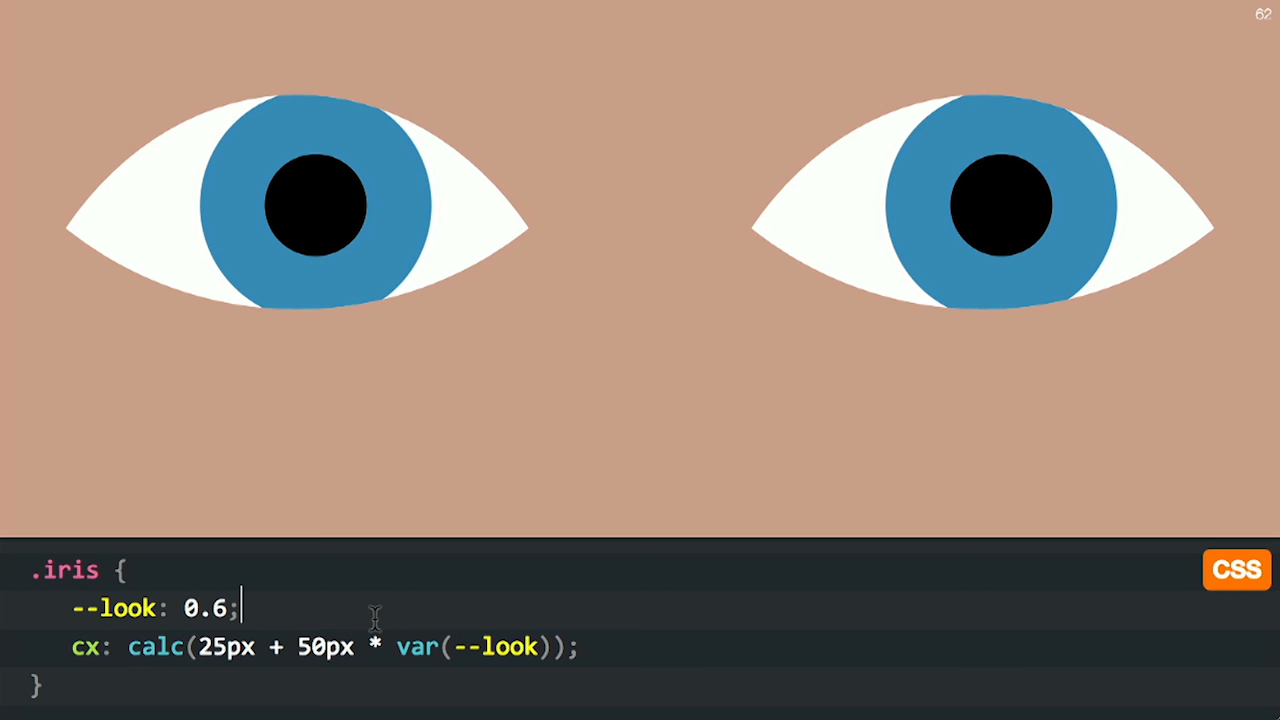 62
.iris {
--look: 0.6;
cx: calc(25px + 50px * var(--look));
}
CSS